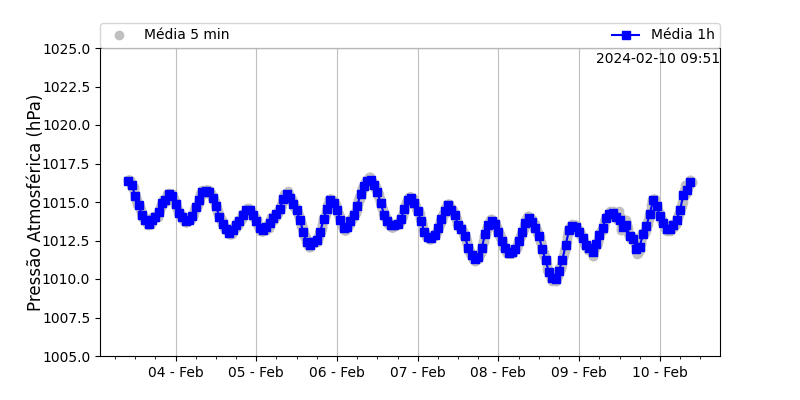 Média 5 min
Média 1h
2024-02-10 09:51
Pressão Atmosférica (hPa)
1025.0
1022.5
1020.0
1017.5
1015.0
1012.5
1010.0
1007.5
1005.0
04 - Feb
05 - Feb
06 - Feb
07 - Feb
08 - Feb
09 - Feb
10 - Feb